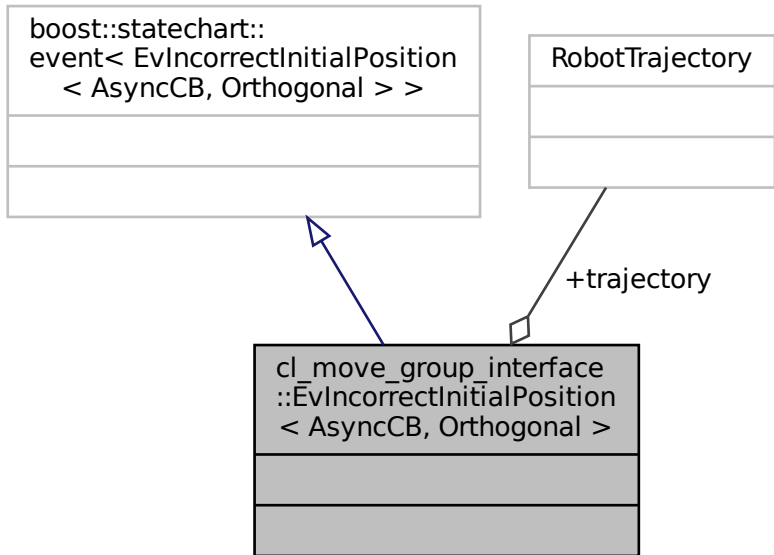 boost::statechart::
event< EvIncorrectInitialPosition
< AsyncCB, Orthogonal > >
RobotTrajectory
+trajectory
cl_move_group_interface
::EvIncorrectInitialPosition
< AsyncCB, Orthogonal >